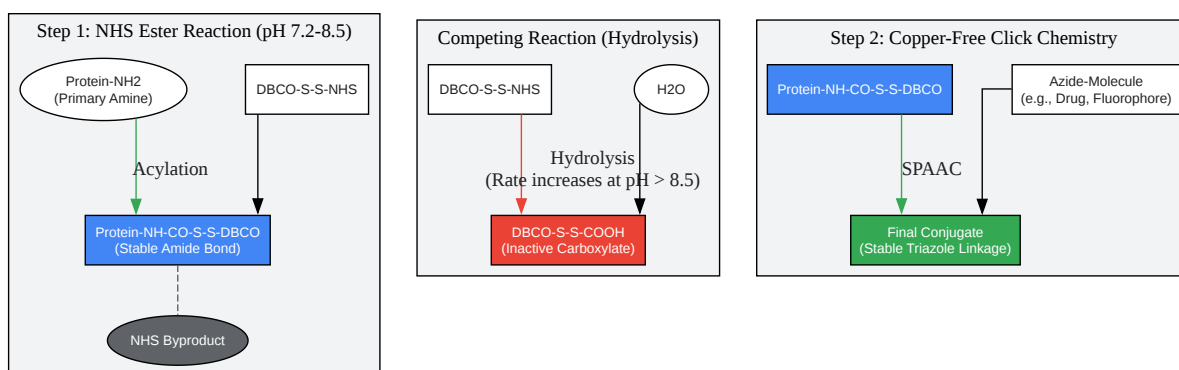 Step 1: NHS Ester Reaction (pH 7.2-8.5)
Protein-NH2
(Primary Amine)
DBCO-S-S-NHS
Acylation
Protein-NH-CO-S-S-DBCO
(Stable Amide Bond)
NHS Byproduct
Competing Reaction (Hydrolysis)
DBCO-S-S-NHS
H2O
Hydrolysis
(Rate increases at pH > 8.5)
DBCO-S-S-COOH
(Inactive Carboxylate)
Step 2: Copper-Free Click Chemistry
Protein-NH-CO-S-S-DBCO
Azide-Molecule
(e.g., Drug, Fluorophore)
SPAAC
Final Conjugate
(Stable Triazole Linkage)